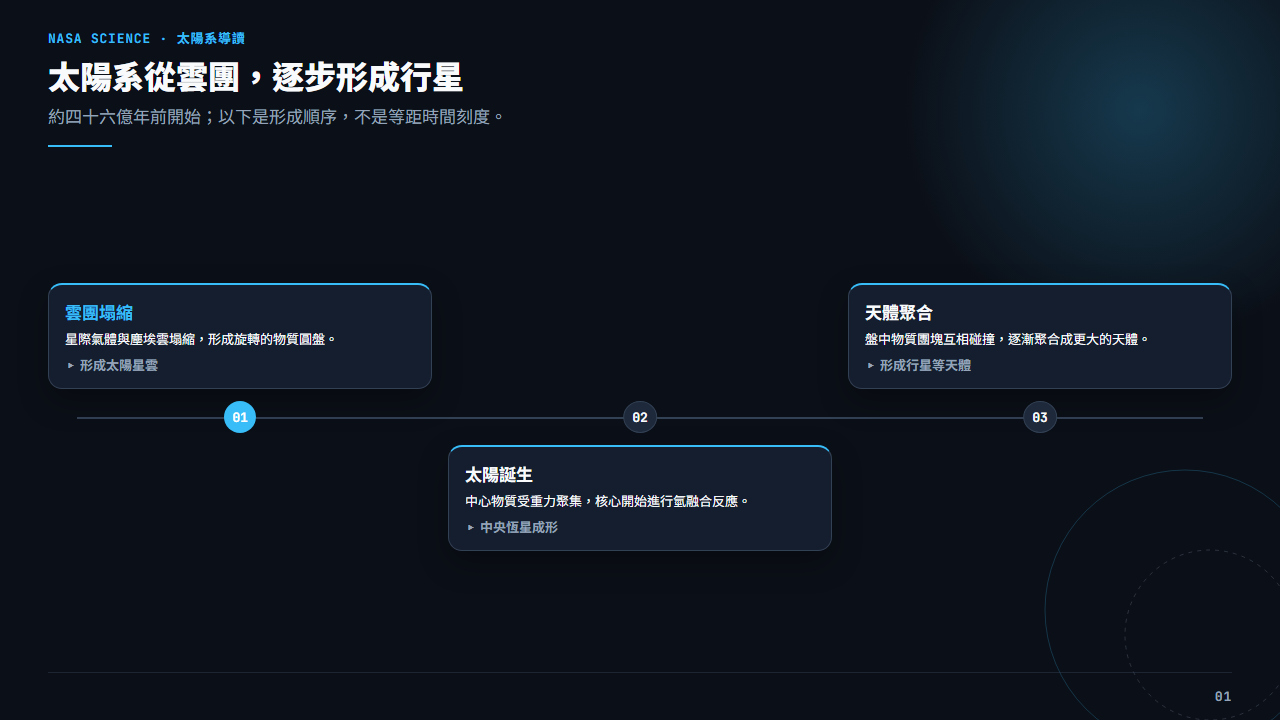 NASA SCIENCE · 太陽系導讀
太陽系從雲團，逐步形成行星
約四十六億年前開始；以下是形成順序，不是等距時間刻度。
雲團塌縮
星際氣體與塵埃雲塌縮，形成旋轉的物質圓盤。
▸ 形成太陽星雲
01
太陽誕生
中心物質受重力聚集，核心開始進行氫融合反應。
▸ 中央恆星成形
02
天體聚合
盤中物質團塊互相碰撞，逐漸聚合成更大的天體。
▸ 形成行星等天體
03
01